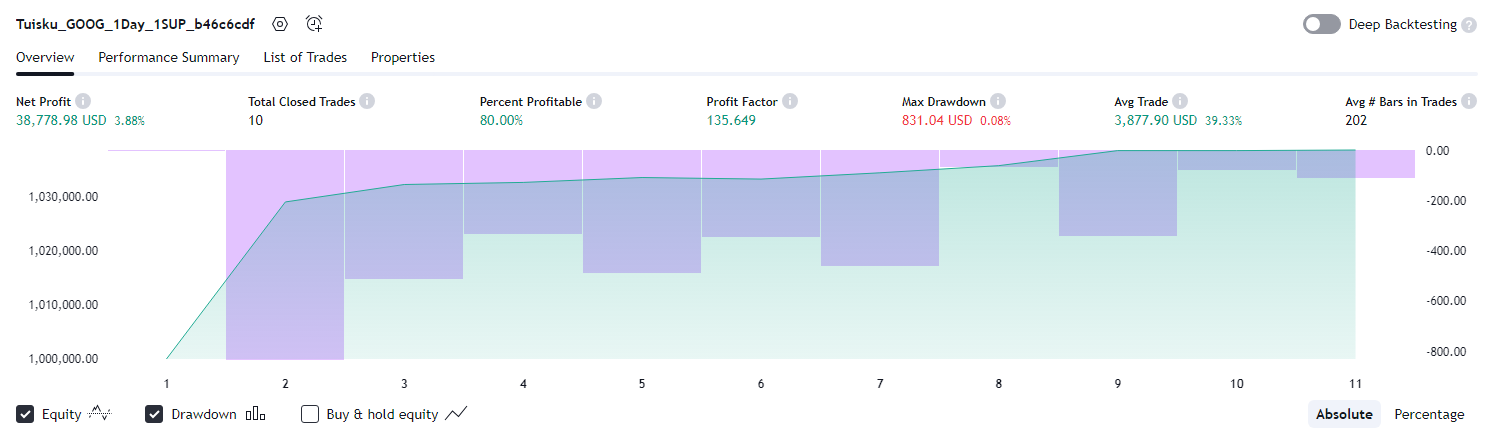 Tuisku_GOOG_1Day_1SUP_b46c6cdf
Deep Backtesting ?
Overview Performance Summary List of Trades Properties
Net Profit Total Closed Trades Percent Profitable Profit Factor Max Drawdown Avg Trade Avg # Bars in Trades
38,778.98 USD 3.88% 10 80.00% 135.649 831.04 USD 0.08% 3,877.90 USD 39.33% 202
0.00
1,030,000.00
-200.00
1,020,000.00
-400.00
1,010,000.00
-600.00
1,000,000.00
-800.00
1 2 3 4 5 6 7 8 9 10 11
Equity Drawdown Buy & hold equity Absolute Percentage